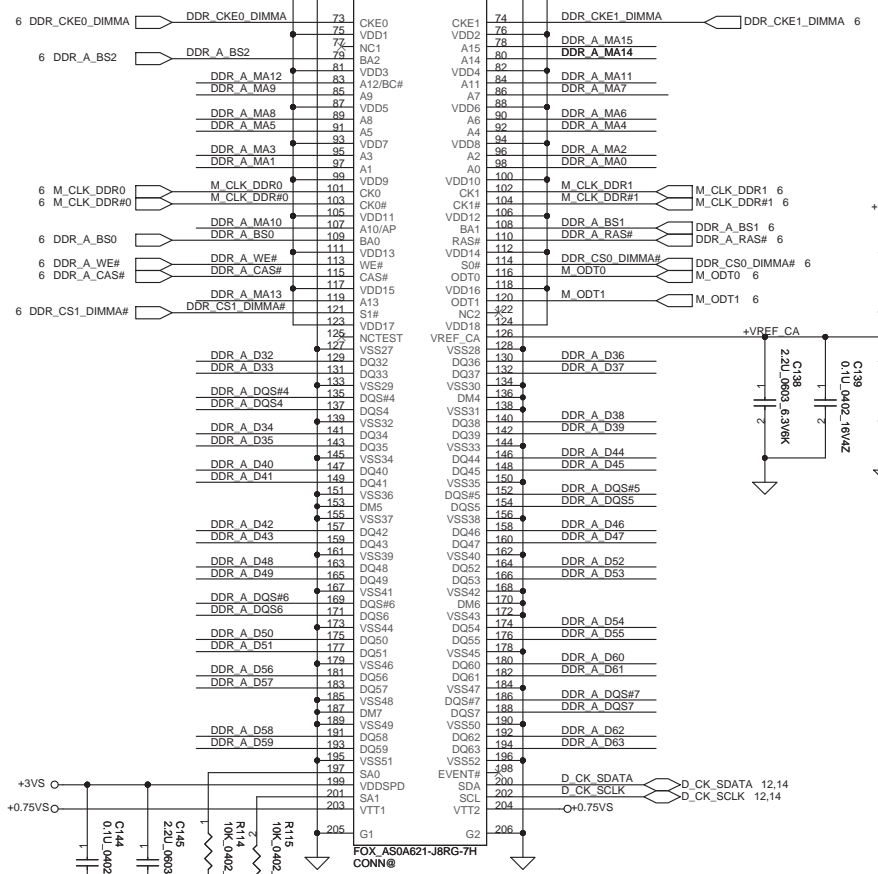 6 DDR_CKE0_DIMMA DDR_CKE0_DIMMA 73 CKE0 CKE1 74 DDR_CKE1_DIMMA DDR_CKE1_DIMMA 6
75 VDD1 VDD2 76
77 NC1 A15 78 DDR_A_MA15
6 DDR_A_BS2 DDR_A_BS2 79 BA2 A14 80 DDR_A_MA14
81 VDD3 VDD4 82
DDR_A_MA12 83 A12/BC# A11 84 DDR_A_MA11
DDR_A_MA9 85 A9 A7 86 DDR_A_MA7
87 VDD5 VDD6 88
DDR_A_MA8 89 A8 A6 90 DDR_A_MA6
DDR_A_MA5 91 A5 A4 92 DDR_A_MA4
93 VDD7 VDD8 94
DDR_A_MA3 95 A3 A2 96 DDR_A_MA2
DDR_A_MA1 97 A1 A0 98 DDR_A_MA0
99 VDD9 VDD10 100
6 M_CLK_DDR0 M_CLK_DDR0 101 CK0 CK1 102 M_CLK_DDR1 M_CLK_DDR1 6
6 M_CLK_DDR#0 M_CLK_DDR#0 103 CK0# CK1# 104 M_CLK_DDR#1 M_CLK_DDR#1 6
105 VDD11 VDD12 106
DDR_A_MA10 107 A10/AP BA1 108 DDR_A_BS1 DDR_A_BS1 6
6 DDR_A_BS0 DDR_A_BS0 109 BA0 RAS# 110 DDR_A_RAS# DDR_A_RAS# 6
111 VDD13 VDD14 112
6 DDR_A_WE# DDR_A_WE# 113 WE# S0# 114 DDR_CS0_DIMMA# DDR_CS0_DIMMA# 6
6 DDR_A_CAS# DDR_A_CAS# 115 CAS# ODT0 116 M_ODT0 M_ODT0 6
117 VDD15 VDD16 118
DDR_A_MA13 119 A13 ODT1 120 M_ODT1 M_ODT1 6
6 DDR_CS1_DIMMA# DDR_CS1_DIMMA# 121 S1# NC2 122
123 VDD17 VDD18 124
125 NCTEST VREF_CA 126 +VREF_CA
127 VSS27 VSS28 128
DDR_A_D32 129 DQ32 DQ36 130 DDR_A_D36
DDR_A_D33 131 DQ33 DQ37 132 DDR_A_D37
133 VSS29 VSS30 134
DDR_A_DQS#4 135 DQS#4 DM4 136
DDR_A_DQS4 137 DQS4 VSS31 138
139 VSS32 DQ38 140 DDR_A_D38
DDR_A_D34 141 DQ34 DQ39 142 DDR_A_D39
DDR_A_D35 143 DQ35 VSS33 144
145 VSS34 DQ44 146 DDR_A_D44
DDR_A_D40 147 DQ40 DQ45 148 DDR_A_D45
DDR_A_D41 149 DQ41 VSS35 150
151 VSS36 DQS#5 152 DDR_A_DQS#5
153 DM5 DQS5 154 DDR_A_DQS5
155 VSS37 VSS38 156
DDR_A_D42 157 DQ42 DQ46 158 DDR_A_D46
DDR_A_D43 159 DQ43 DQ47 160 DDR_A_D47
161 VSS39 VSS40 162
DDR_A_D48 163 DQ48 DQ52 164 DDR_A_D52
DDR_A_D49 165 DQ49 DQ53 166 DDR_A_D53
167 VSS41 VSS42 168
DDR_A_DQS#6 169 DQS#6 DM6 170
DDR_A_DQS6 171 DQS6 VSS43 172
173 VSS44 DQ54 174 DDR_A_D54
DDR_A_D50 175 DQ50 DQ55 176 DDR_A_D55
DDR_A_D51 177 DQ51 VSS45 178
179 VSS46 DQ60 180 DDR_A_D60
DDR_A_D56 181 DQ56 DQ61 182 DDR_A_D61
DDR_A_D57 183 DQ57 VSS47 184
185 VSS48 DQS#7 186 DDR_A_DQS#7
187 DM7 DQS7 188 DDR_A_DQS7
189 VSS49 VSS50 190
DDR_A_D58 191 DQ58 DQ62 192 DDR_A_D62
DDR_A_D59 193 DQ59 DQ63 194 DDR_A_D63
195 VSS51 VSS52 196
197 SA0 EVENT# 198
+3VS 199 VDDSPD SDA 200 D_CK_SDATA D_CK_SDATA 12,14
201 SA1 SCL 202 D_CK_SCLK D_CK_SCLK 12,14
+0.75VS 203 VTT1 VTT2 204 +0.75VS
205 G1 G2 206
FOX_AS0A621-J8RG-7H
CONN@
C138
2.2U_0603_6.3V6K
1
2
C139
0.1U_0402_16V4Z
1
2
C144
0.1U_0402
1
C145
2.2U_0603
1
R114
10K_0402_
1
R115
10K_0402_
2
+